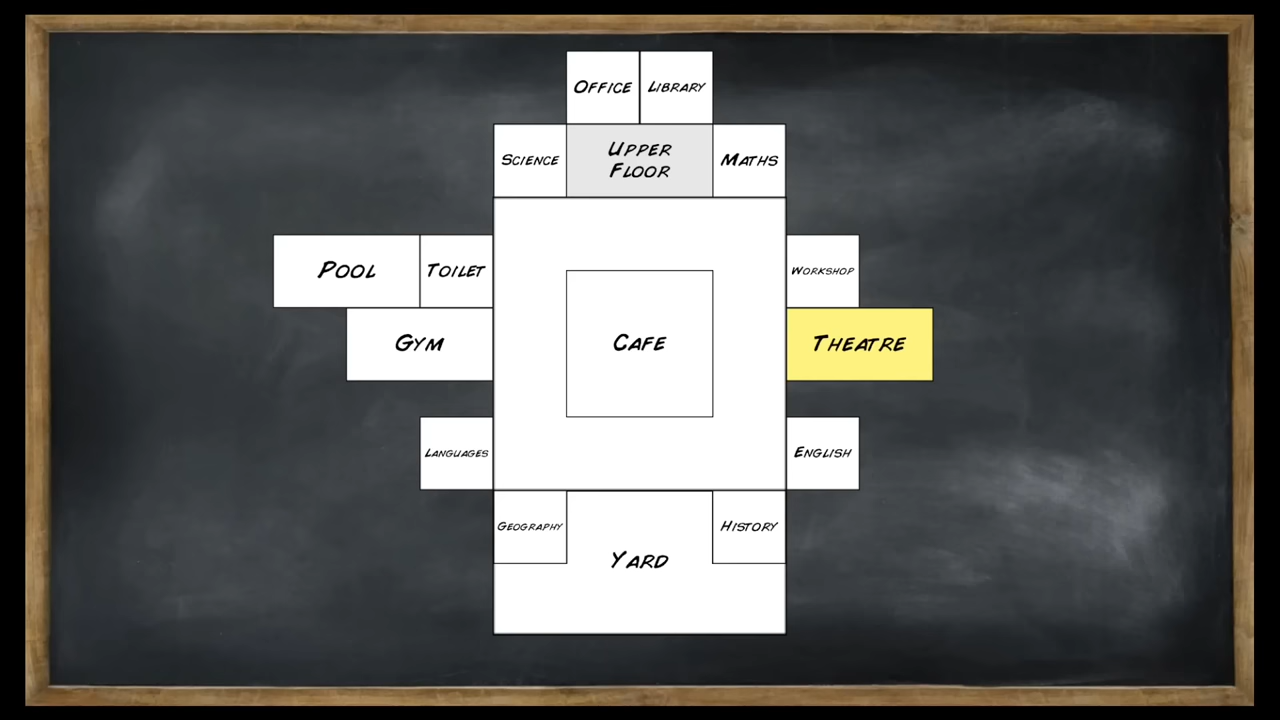 Office
Library
Science
Upper
Floor
Maths
Pool
Toilet
Workshop
Gym
Cafe
Theatre
Languages
English
Geography
History
Yard